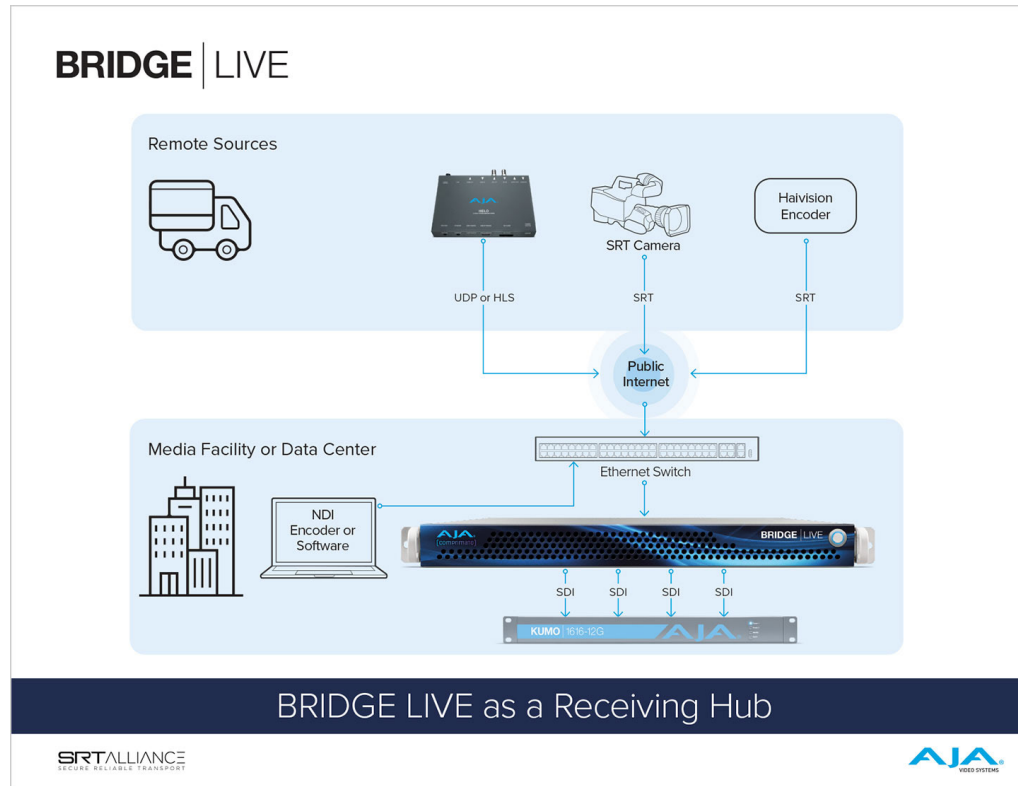 BRIDGE | LIVE
Remote Sources
AJA
HELO
SRT Camera
Haivision
Encoder
UDP or HLS
SRT
SRT
Public
Internet
Media Facility or Data Center
Ethernet Switch
NDI
Encoder or
Software
AJA
BRIDGE | LIVE
SDI
SDI
SDI
SDI
KUMO | 1616-12G
AJA
BRIDGE LIVE as a Receiving Hub
SRTALLIANCE
SECURE RELIABLE TRANSPORT
AJA
VIDEO SYSTEMS